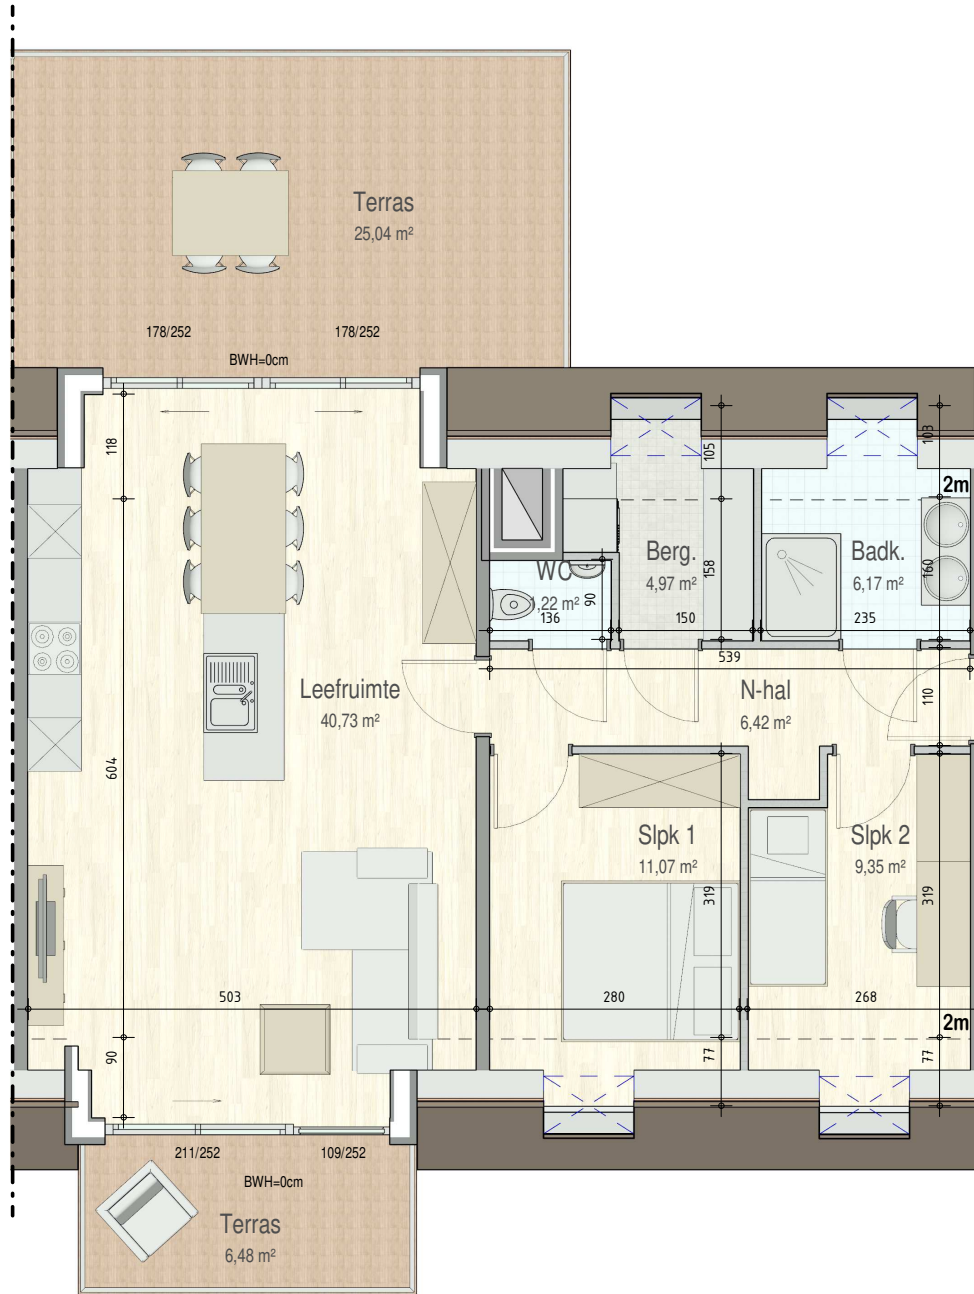 Terras
25,04 m²
178/252
178/252
BWH=0cm
118
105
103
2m
Berg.
4,97 m²
158
Badk.
6,17 m²
160
WC
,22 m²
90
136
150
235
539
Leefruimte
40,73 m²
N-hal
6,42 m²
110
604
Slpk 1
11,07 m²
319
Slpk 2
9,35 m²
319
503
280
268
2m
90
77
77
211/252
109/252
BWH=0cm
Terras
6,48 m²